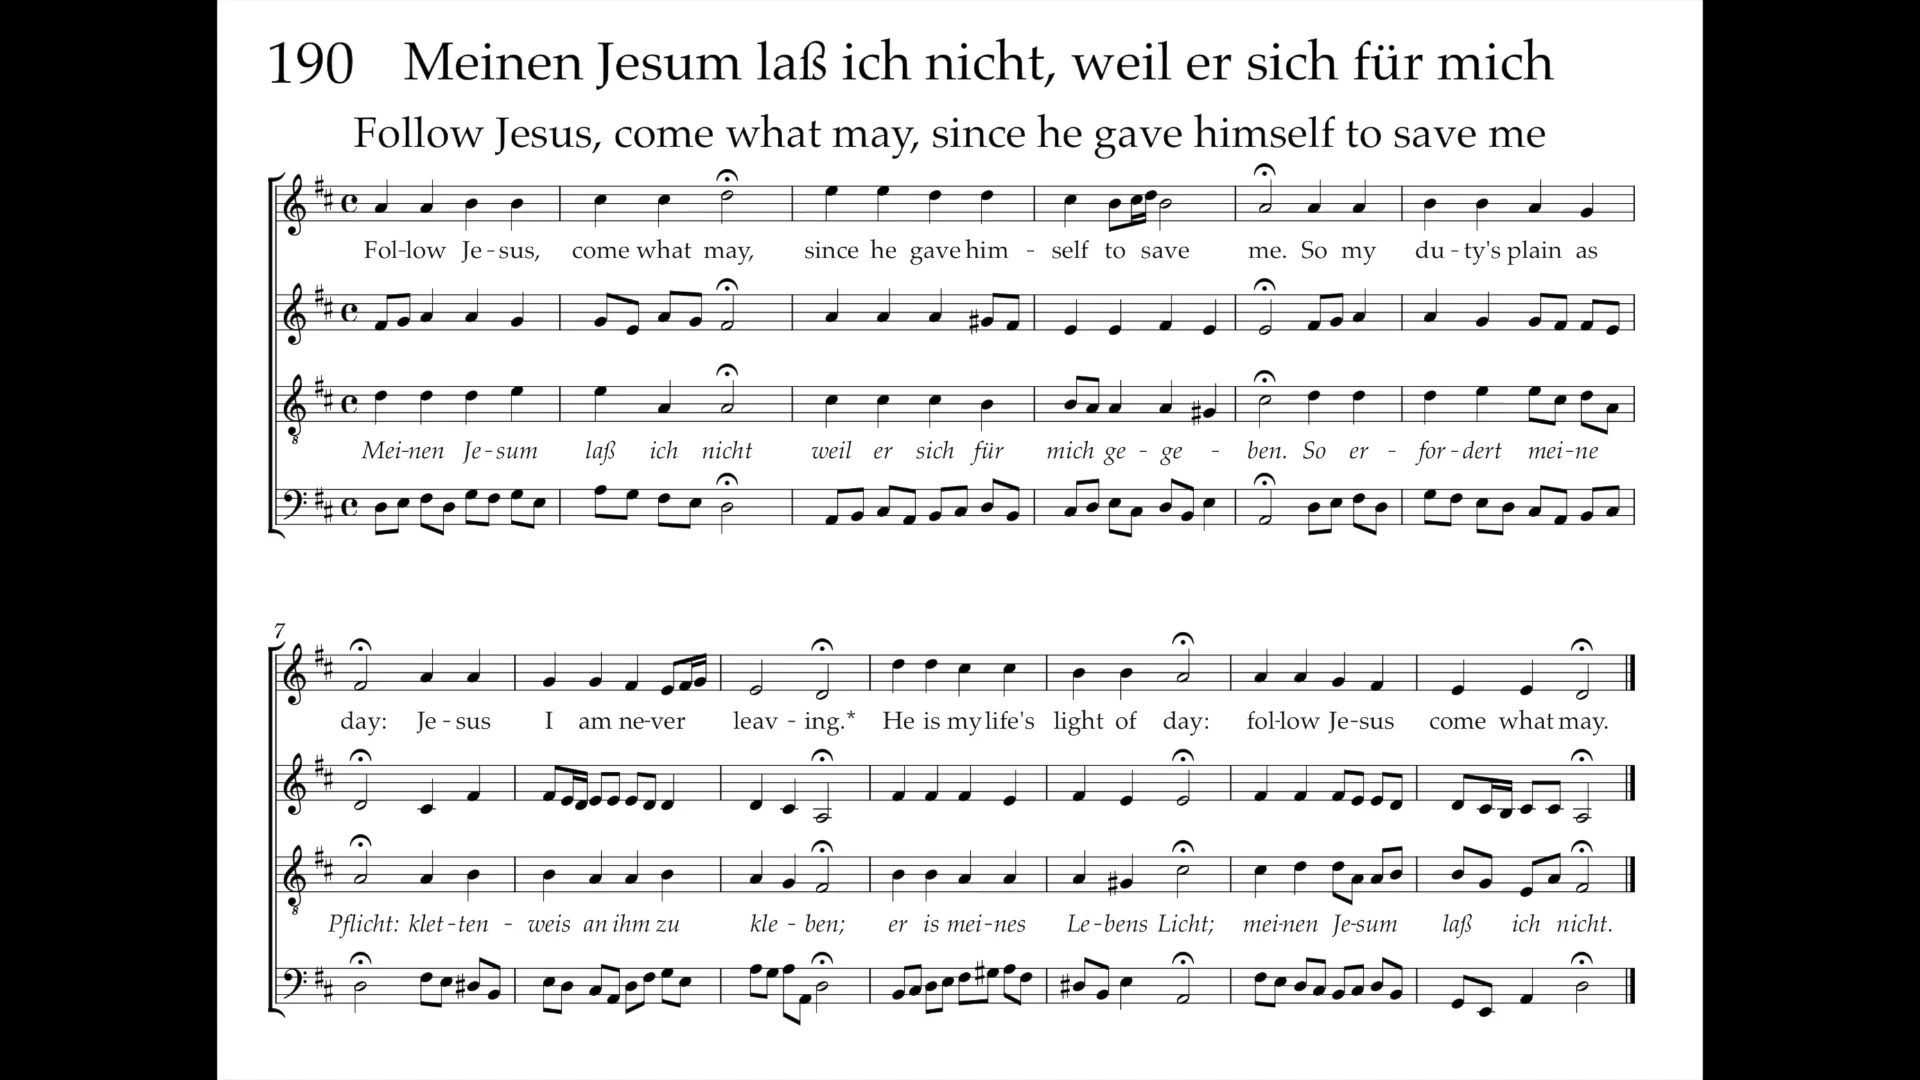 190 Meinen Jesum laß ich nicht, weil er sich für mich
Follow Jesus, come what may, since he gave himself to save me
Fol-low Je-sus, come what may, since he gave him - self to save me. So my du-ty's plain as
Mei-nen Je-sum laß ich nicht weil er sich für mich ge - ge - ben. So er - for-dert mei-ne
7
day: Je-sus I am ne-ver leav-ing.* He is my life's light of day: fol-low Je-sus come what may.
Pflicht: klet-ten - weis an ihm zu kle-ben; er is mei-nes Le-bens Licht; mei-nen Je-sum laß ich nicht.